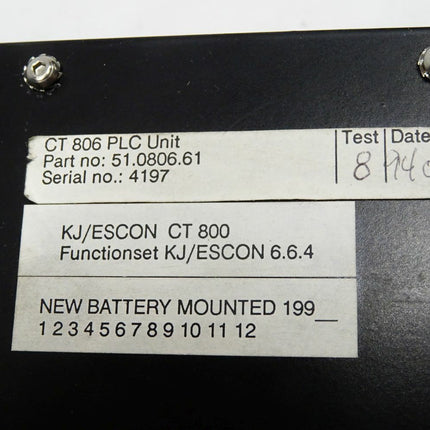 CT 806 PLC Unit
Part no: 51.0806.61
Serial no.: 4197
Test Date
8
KJ/ESCON CT 800
Functionset KJ/ESCON 6.6.4
NEW BATTERY MOUNTED 199__
1 2 3 4 5 6 7 8 9 10 11 12